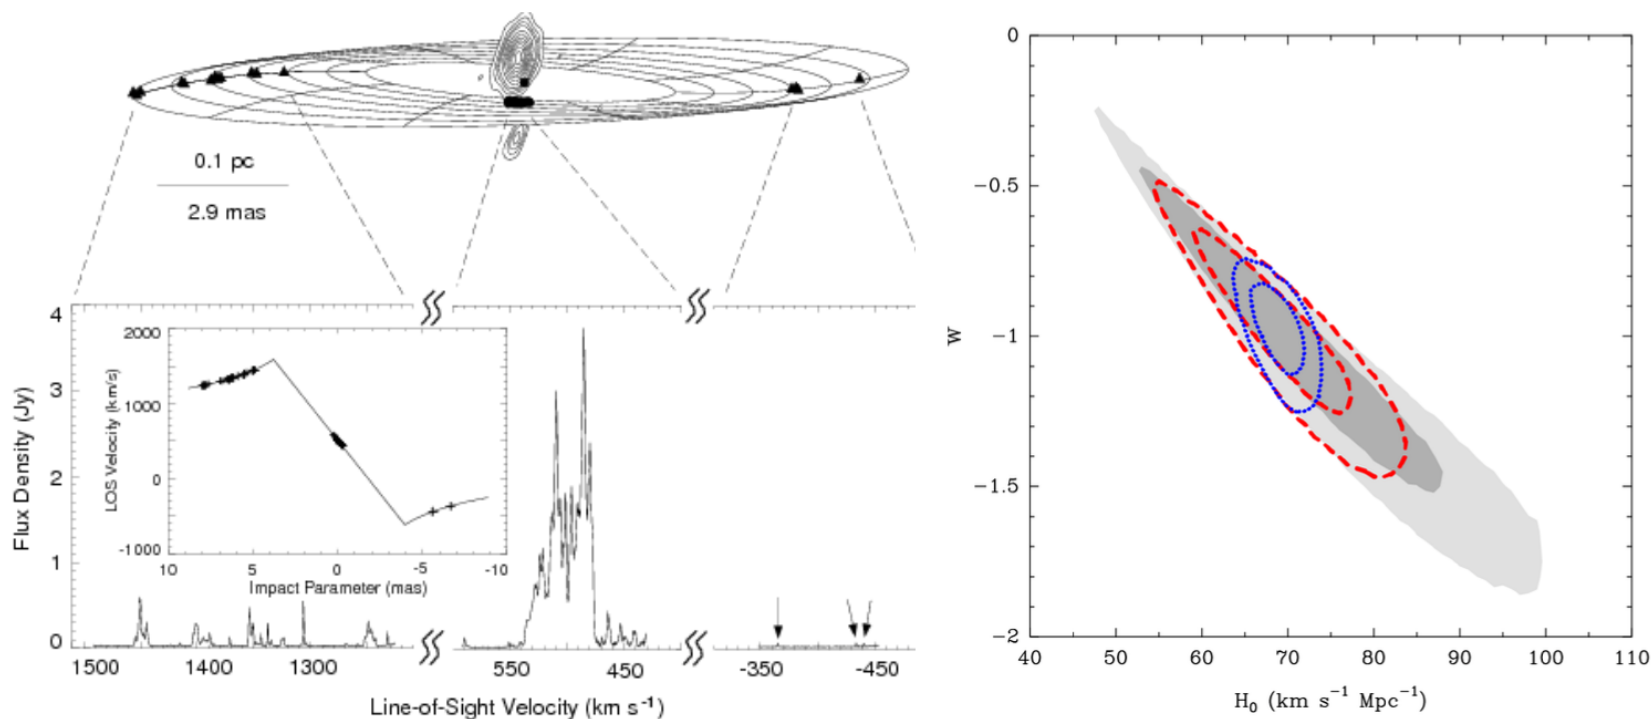 0.1 pc
2.9 mas
Flux Density (Jy)
4
3
2
1
0
LOS Velocity (km/s)
2000
1000
0
-1000
10 5 0 -5 -10
Impact Parameter (mas)
1500 1400 1300 550 450 -350 -450
Line-of-Sight Velocity (km s⁻¹)
W
0
-0.5
-1
-1.5
-2
40 50 60 70 80 90 100 110
H₀ (km s⁻¹ Mpc⁻¹)